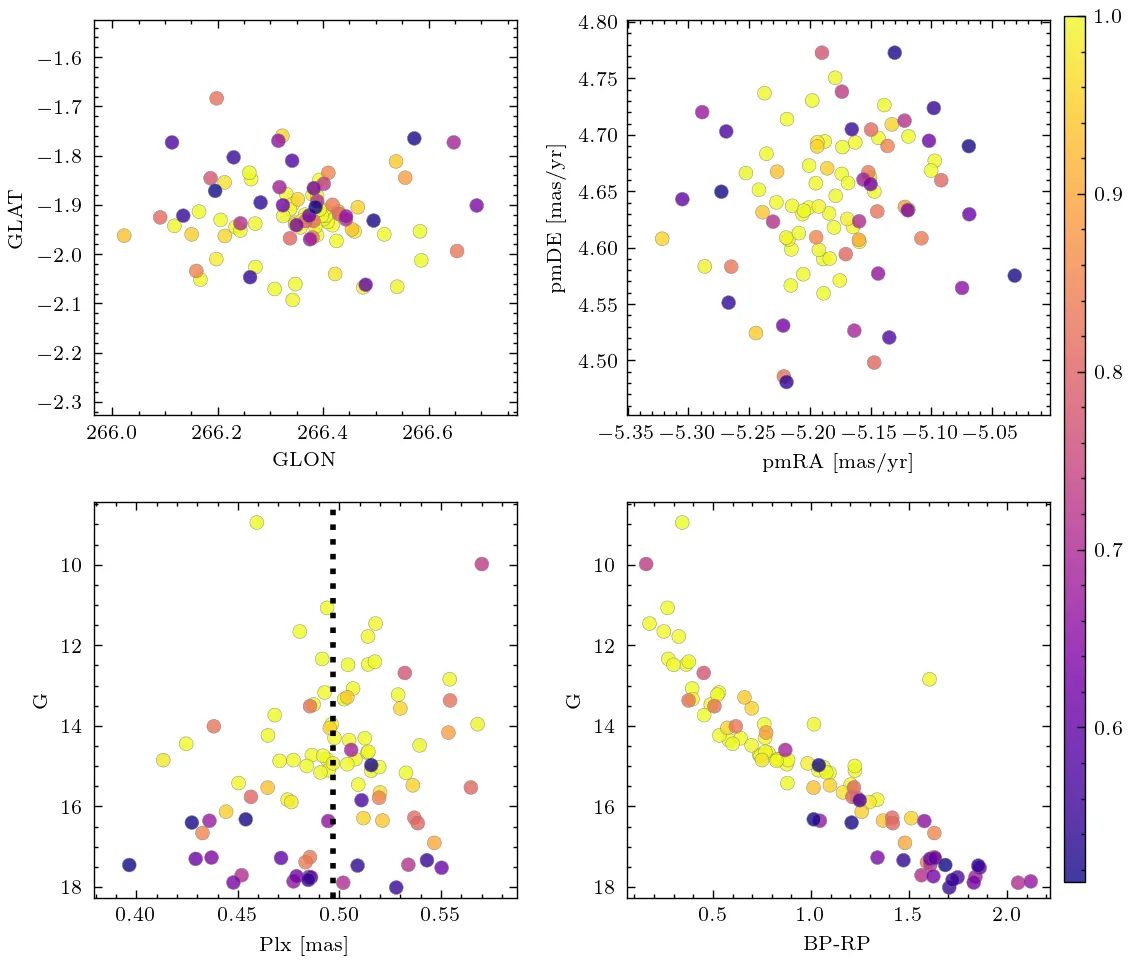 −1.6
−1.7
−1.8
−1.9
−2.0
−2.1
−2.2
−2.3
GLAT
266.0 266.2 266.4 266.6
GLON
4.80
4.75
4.70
4.65
4.60
4.55
4.50
pmDE [mas/yr]
−5.35 −5.30 −5.25 −5.20 −5.15 −5.10 −5.05
pmRA [mas/yr]
10
12
14
16
18
G
0.40 0.45 0.50 0.55
Plx [mas]
10
12
14
16
18
G
0.5 1.0 1.5 2.0
BP-RP
1.0
0.9
0.8
0.7
0.6